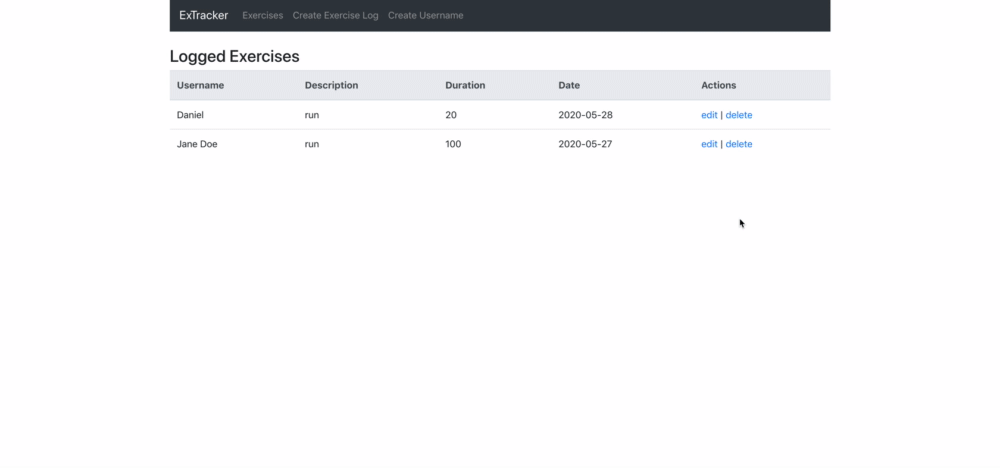 ExTracker Exercises Create Exercise Log Create Username
Logged Exercises
Username Description Duration Date Actions
Daniel run 20 2020-05-28 edit | delete
Jane Doe run 100 2020-05-27 edit | delete